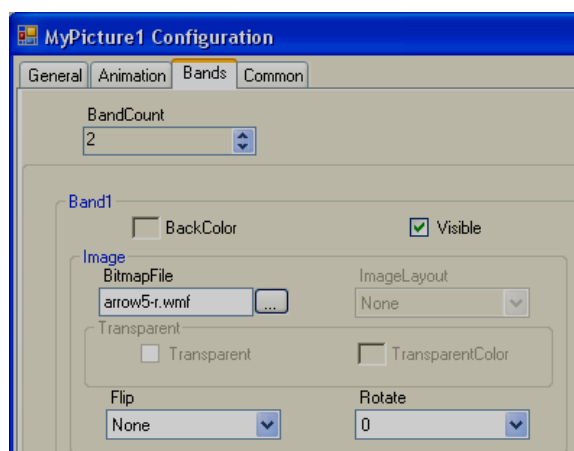 MyPicture1 Configuration
General Animation Bands Common
BandCount
2
Band1
BackColor Visible
Image
BitmapFile ImageLayout
arrow5-r.wmf ... None
Transparent
Transparent TransparentColor
Flip Rotate
None 0